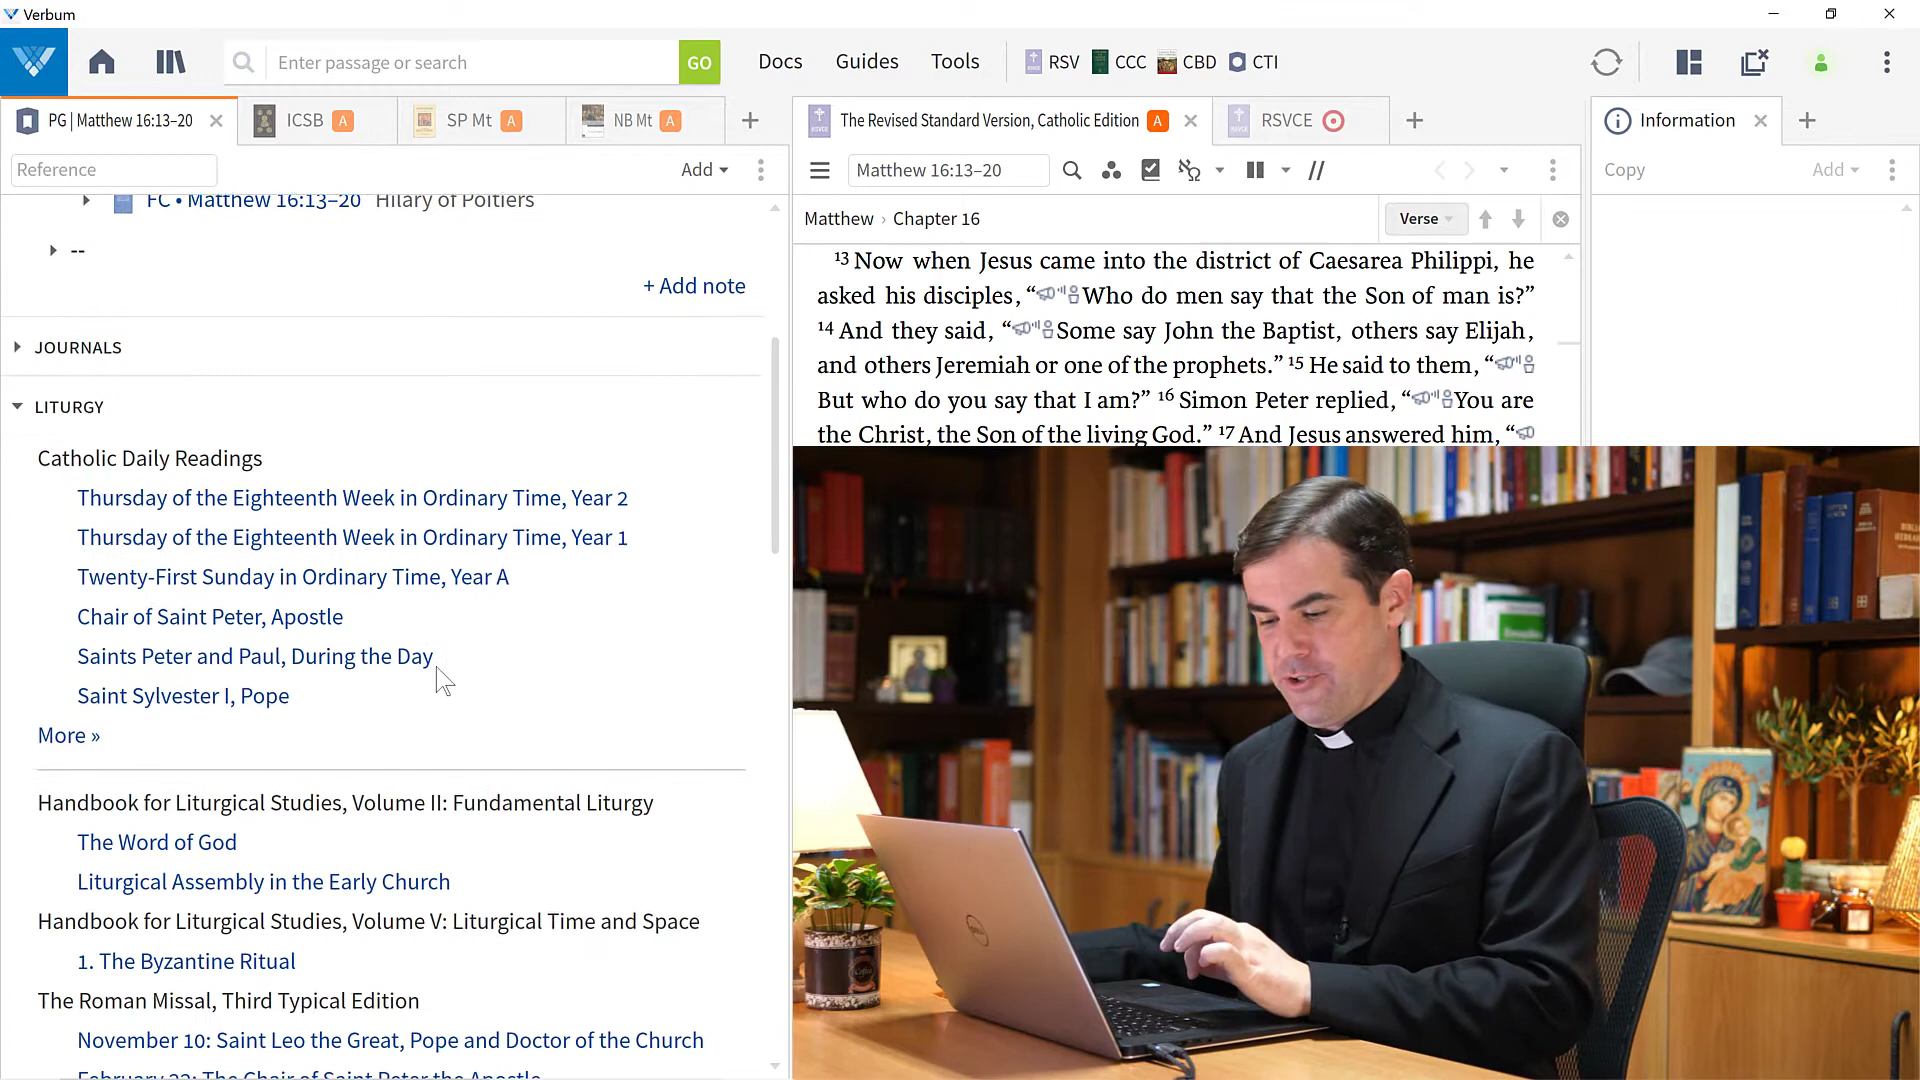 Verbum
Enter passage or search
GO
Docs
Guides
Tools
RSV
CCC
CBD
CTI
PG | Matthew 16:13–20
ICSB A
SP Mt A
NB Mt A
The Revised Standard Version, Catholic Edition A
RSVCE
Information
Reference
Add
Matthew 16:13–20
Copy
Add
FC • Matthew 16:13–20 Hilary of Poitiers
--
+ Add note
JOURNALS
LITURGY
Catholic Daily Readings
Thursday of the Eighteenth Week in Ordinary Time, Year 2
Thursday of the Eighteenth Week in Ordinary Time, Year 1
Twenty-First Sunday in Ordinary Time, Year A
Chair of Saint Peter, Apostle
Saints Peter and Paul, During the Day
Saint Sylvester I, Pope
More »
Handbook for Liturgical Studies, Volume II: Fundamental Liturgy
The Word of God
Liturgical Assembly in the Early Church
Handbook for Liturgical Studies, Volume V: Liturgical Time and Space
1. The Byzantine Ritual
The Roman Missal, Third Typical Edition
November 10: Saint Leo the Great, Pope and Doctor of the Church
February 22: The Chair of Saint Peter the Apostle
Matthew › Chapter 16
Verse
13 Now when Jesus came into the district of Caesarea Philippi, he
asked his disciples, “Who do men say that the Son of man is?”
14 And they said, “Some say John the Baptist, others say Elijah,
and others Jeremiah or one of the prophets.” 15 He said to them, “
But who do you say that I am?” 16 Simon Peter replied, “You are
the Christ, the Son of the living God.” 17 And Jesus answered him, “
DELL